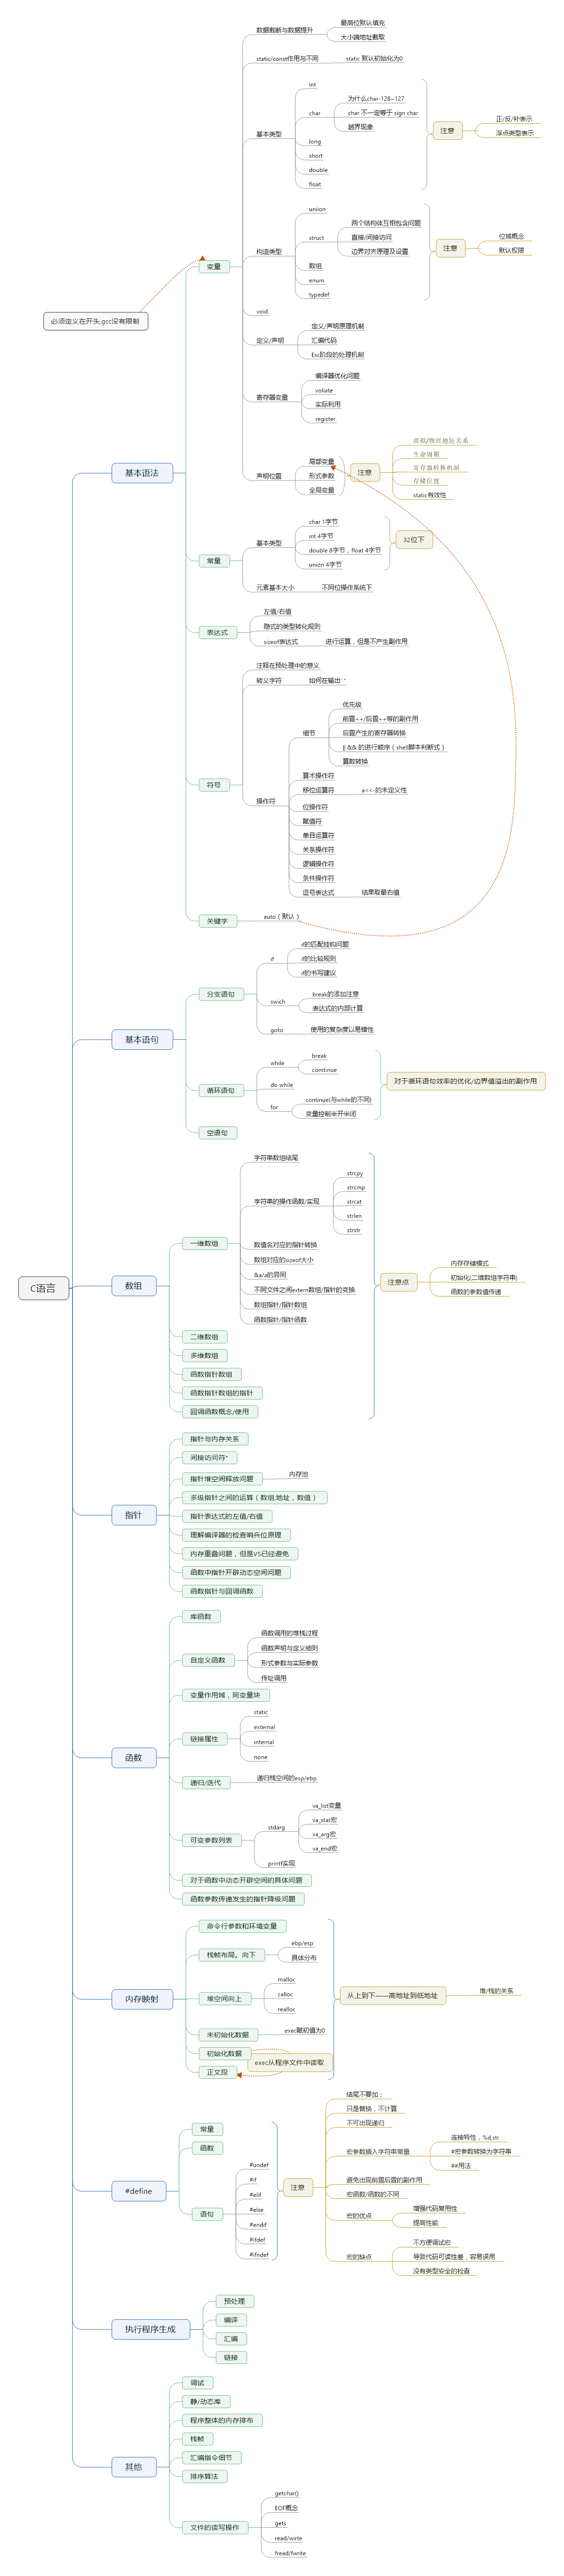 C语言
基本语法
变量
必须定义在开头,gcc没有限制
数据截断与数据提升
最高位默认填充
大小端地址截取
static/const作用与不同
static 默认初始化为0
基本类型
int
char
为什么char-128~127
char 不一定等于 sign char
越界现象
long
short
double
float
注意
正/反/补表示
浮点类型表示
构造类型
uniion
struct
两个结构体互相包含问题
直接/间接访问
边界对齐原理及设置
数组
enum
typedef
注意
位域概念
默认权限
void
定义/声明
定义/声明原理机制
汇编代码
Esc阶段的处理机制
寄存器变量
编译器优化问题
voliate
实际利用
register
声明位置
局部变量
形式参数
全局变量
注意
虚拟/物理地址关系
生命周期
寄存器转换机制
存储位置
static有效性
常量
基本类型
char 1字节
int 4字节
double 8字节，float 4字节
union 4字节
32位下
元素基本大小
不同位操作系统下
表达式
左值/右值
隐式的类型转化规则
sizeof表达式
进行运算，但是不产生副作用
符号
注释在预处理中的意义
转义字符
如何在输出' "
操作符
细节
优先级
前置++/后置++等的副作用
后置产生的寄存器转换
|| && 的进行顺序（shell脚本判断式）
算数转换
算术操作符
移位运算符
a<<-的未定义性
位操作符
赋值符
单目运算符
关系操作符
逻辑操作符
条件操作符
逗号表达式
结果取最右值
关键字
auto（默认）
基本语句
分支语句
if
if的匹配挂构问题
if的比较规则
if的书写建议
swich
break的添加注意
表达式的内部计算
goto
使用的复杂度以易错性
循环语句
while
break
comtinue
do while
for
continue(与while的不同)
变量控制半开半闭
对于循环语句效率的优化/边界值溢出的副作用
空语句
数组
一维数组
字符串数组结尾
字符串的操作函数/实现
strcpy
strcmp
strcat
strlen
strstr
数值名对应的指针转换
数组对应的sizeof大小
&a/a的异同
不同文件之间extern数组/指针的变换
数组指针/指针数组
函数指针/指针函数
二维数组
多维数组
函数指针数组
函数指针数组的指针
回调函数概念/使用
注意点
内存存储模式
初始化(二维数组字符串)
函数的参数值传递
指针
指针与内存关系
间接访问符*
指针堆空间释放问题
内存池
多级指针之间的运算（数组,地址，数值）
指针表达式的左值/右值
理解编译器的检查哨兵位原理
内存重叠问题，但是VS已经避免
函数中指针开辟动态空间问题
函数指针与回调函数
函数
库函数
自定义函数
函数调用的堆栈过程
函数声明与定义细则
形式参数与实际参数
传址调用
变量作用域，同变量块
链接属性
static
external
internal
none
递归/迭代
递归栈空间的esp/ebp
可变参数列表
stdarg
va_list变量
va_star宏
va_arg宏
va_end宏
printf实现
对于函数中动态开辟空间的具体问题
函数参数传递发生的指针降级问题
内存映射
命令行参数和环境变量
栈帧布局。向下
ebp/esp
具体分布
堆空间向上
malloc
calloc
realloc
未初始化数据
exec赋初值为0
初始化数据
exec从程序文件中读取
正文段
从上到下——高地址到低地址
堆/栈的关系
#define
常量
函数
语句
#undef
#if
#elif
#else
#endif
#ifdef
#ifndef
注意
结尾不要加；
只是替换，不计算
不可出现递归
宏参数插入字符串常量
连接特性，%d,str
#宏参数转换为字符串
##用法
避免出现前置后置的副作用
宏函数/函数的不同
宏的优点
增强代码复用性
提高性能
宏的缺点
不方便调试宏
导致代码可读性差，容易误用
没有类型安全的检查
执行程序生成
预处理
编译
汇编
链接
其他
调试
静/动态库
程序整体的内存排布
栈帧
汇编指令细节
排序算法
文件的读写操作
getchar()
EOF概念
gets
read/wirte
fread/fwrite